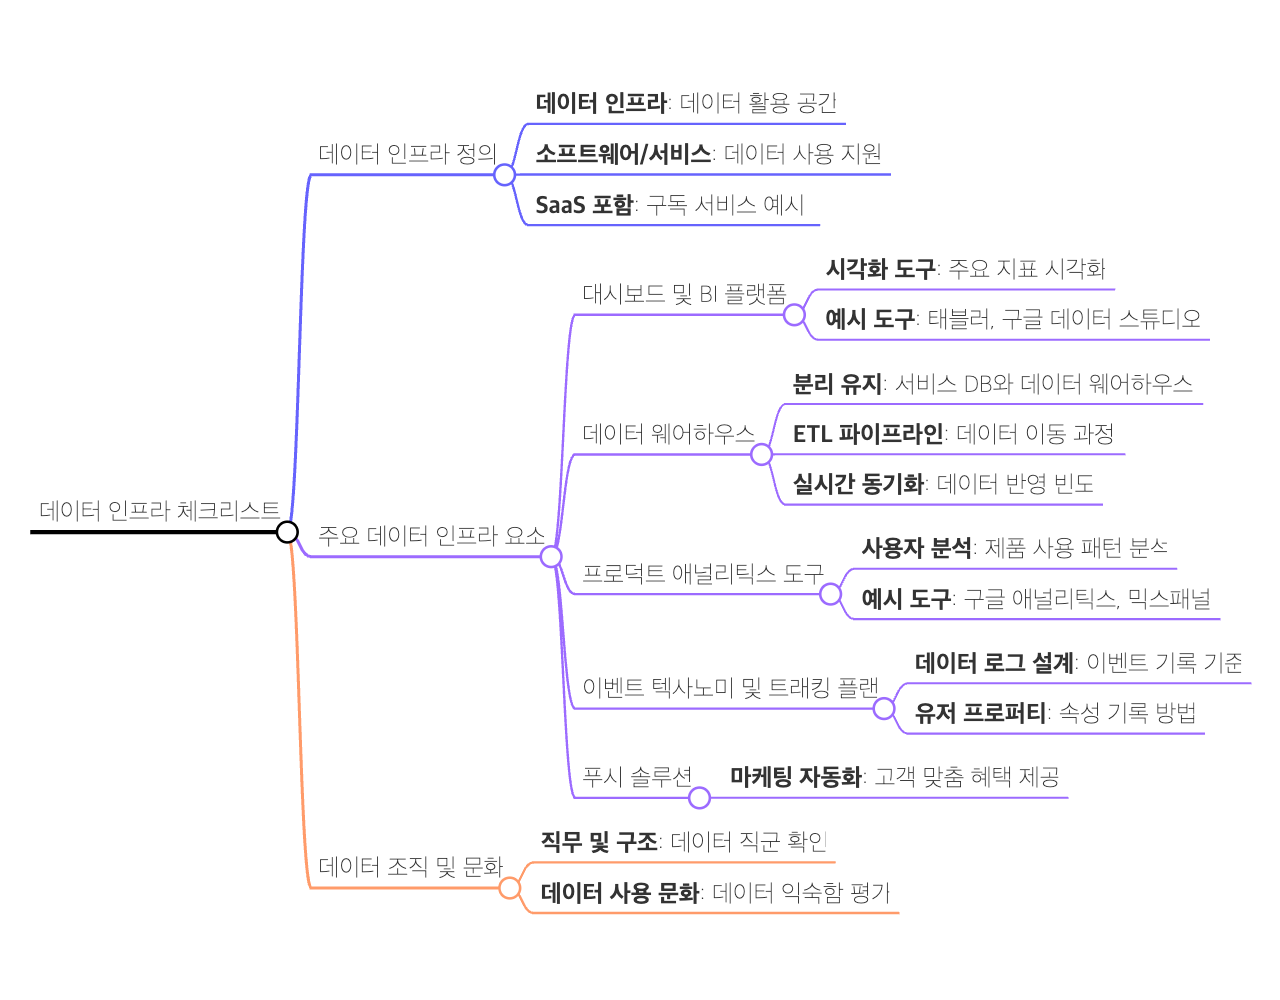 데이터 인프라 체크리스트
데이터 인프라 정의
데이터 인프라: 데이터 활용 공간
소프트웨어/서비스: 데이터 사용 지원
SaaS 포함: 구독 서비스 예시
주요 데이터 인프라 요소
대시보드 및 BI 플랫폼
시각화 도구: 주요 지표 시각화
예시 도구: 태블러, 구글 데이터 스튜디오
데이터 웨어하우스
분리 유지: 서비스 DB와 데이터 웨어하우스
ETL 파이프라인: 데이터 이동 과정
실시간 동기화: 데이터 반영 빈도
프로덕트 애널리틱스 도구
사용자 분석: 제품 사용 패턴 분석
예시 도구: 구글 애널리틱스, 믹스패널
이벤트 텍사노미 및 트래킹 플랜
데이터 로그 설계: 이벤트 기록 기준
유저 프로퍼티: 속성 기록 방법
푸시 솔루션
마케팅 자동화: 고객 맞춤 혜택 제공
데이터 조직 및 문화
직무 및 구조: 데이터 직군 확인
데이터 사용 문화: 데이터 익숙함 평가